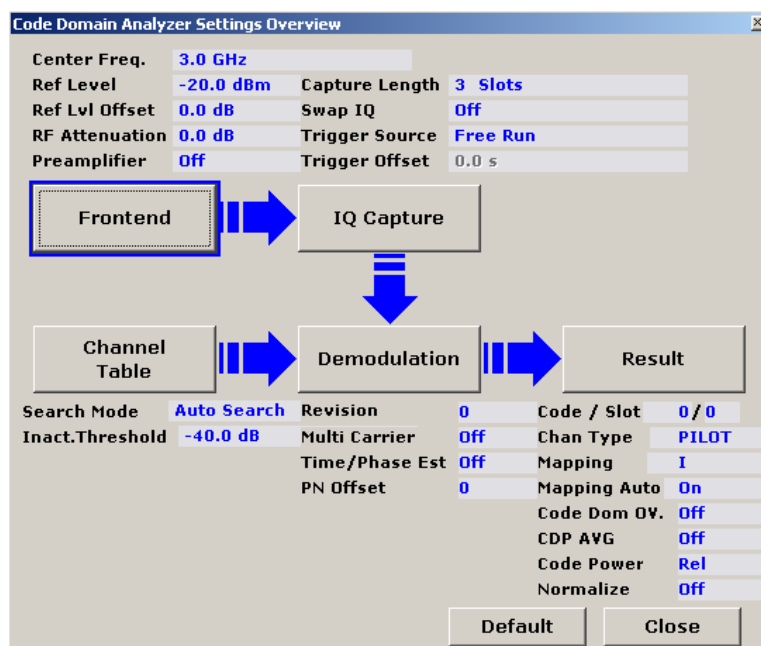 Code Domain Analyzer Settings Overview
Center Freq. 3.0 GHz
Ref Level -20.0 dBm Capture Length 3 Slots
Ref Lvl Offset 0.0 dB Swap IQ Off
RF Attenuation 0.0 dB Trigger Source Free Run
Preamplifier Off Trigger Offset 0.0 s
Frontend IQ Capture
Channel Table Demodulation Result
Search Mode Auto Search Revision 0 Code / Slot 0/0
Inact.Threshold -40.0 dB Multi Carrier Off Chan Type PILOT
Time/Phase Est Off Mapping I
PN Offset 0 Mapping Auto On
Code Dom OV. Off
CDP AVG Off
Code Power Rel
Normalize Off
Default Close